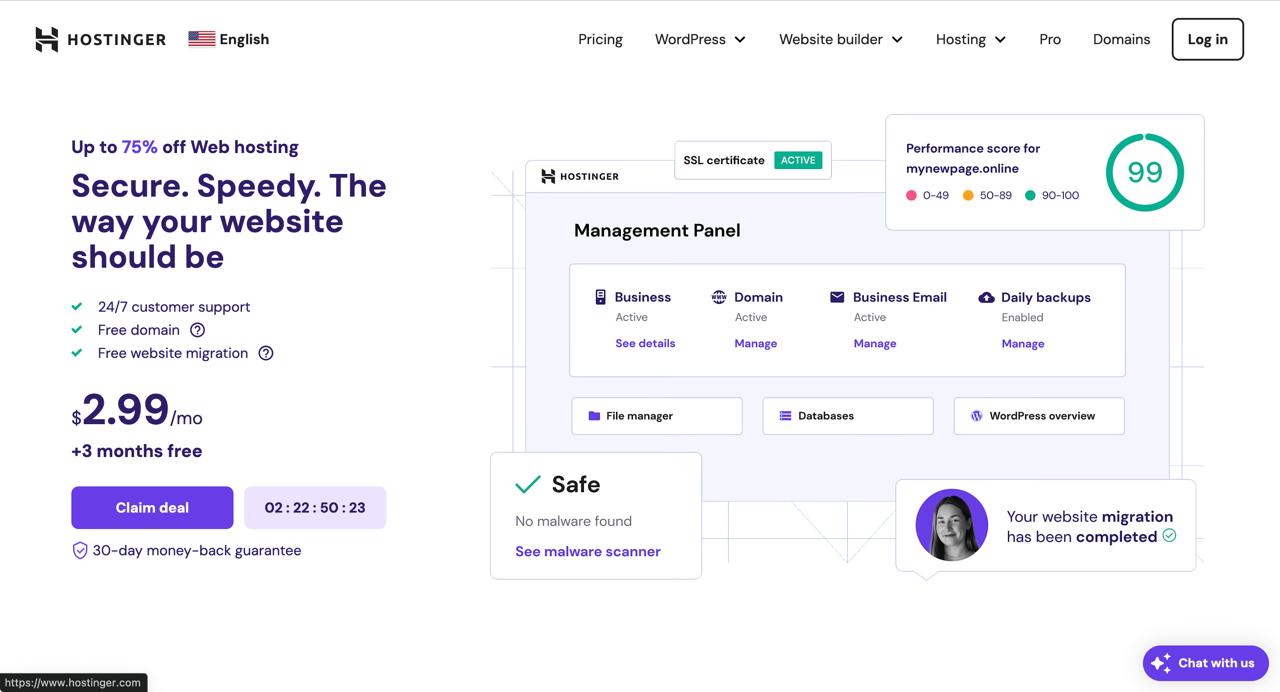 HOSTINGER
English
Pricing
WordPress
Website builder
Hosting
Pro
Domains
Log in
Up to 75% off Web hosting
Secure. Speedy. The
way your website
should be
24/7 customer support
Free domain
Free website migration
$2.99/mo
+3 months free
Claim deal
02 : 22 : 50 : 23
30-day money-back guarantee
HOSTINGER
SSL certificate ACTIVE
Performance score for
mynewpage.online
0-49 50-89 90-100
99
Management Panel
Business
Active
See details
Domain
Active
Manage
Business Email
Active
Manage
Daily backups
Enabled
Manage
File manager
Databases
WordPress overview
Safe
No malware found
See malware scanner
Your website migration
has been completed
Chat with us
https://www.hostinger.com